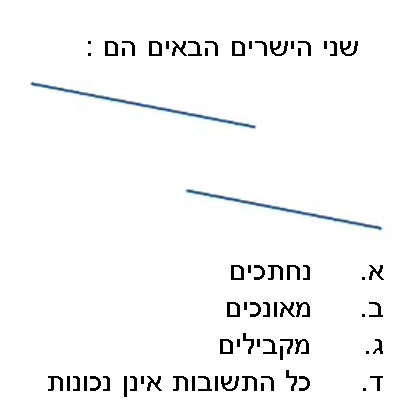 שני הישרים הבאים הם :
א. נחתכים
ב. מאונכים
ג. מקבילים
ד. כל התשובות אינן נכונות